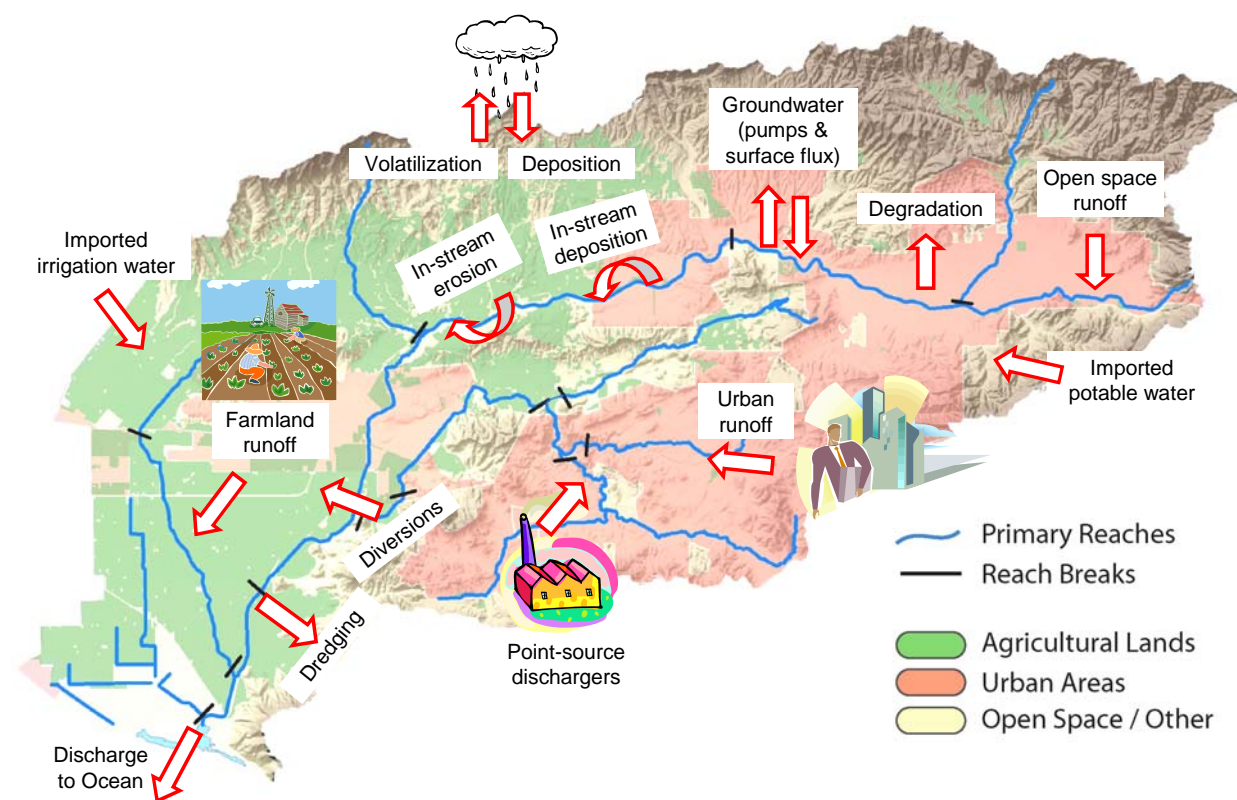 Volatilization
Deposition
Groundwater
(pumps &
surface flux)
Open space
runoff
Degradation
Imported
irrigation water
In-stream
erosion
In-stream
deposition
Imported
potable water
Farmland
runoff
Urban
runoff
Diversions
Dredging
Point-source
dischargers
Discharge
to Ocean
Primary Reaches
Reach Breaks
Agricultural Lands
Urban Areas
Open Space / Other